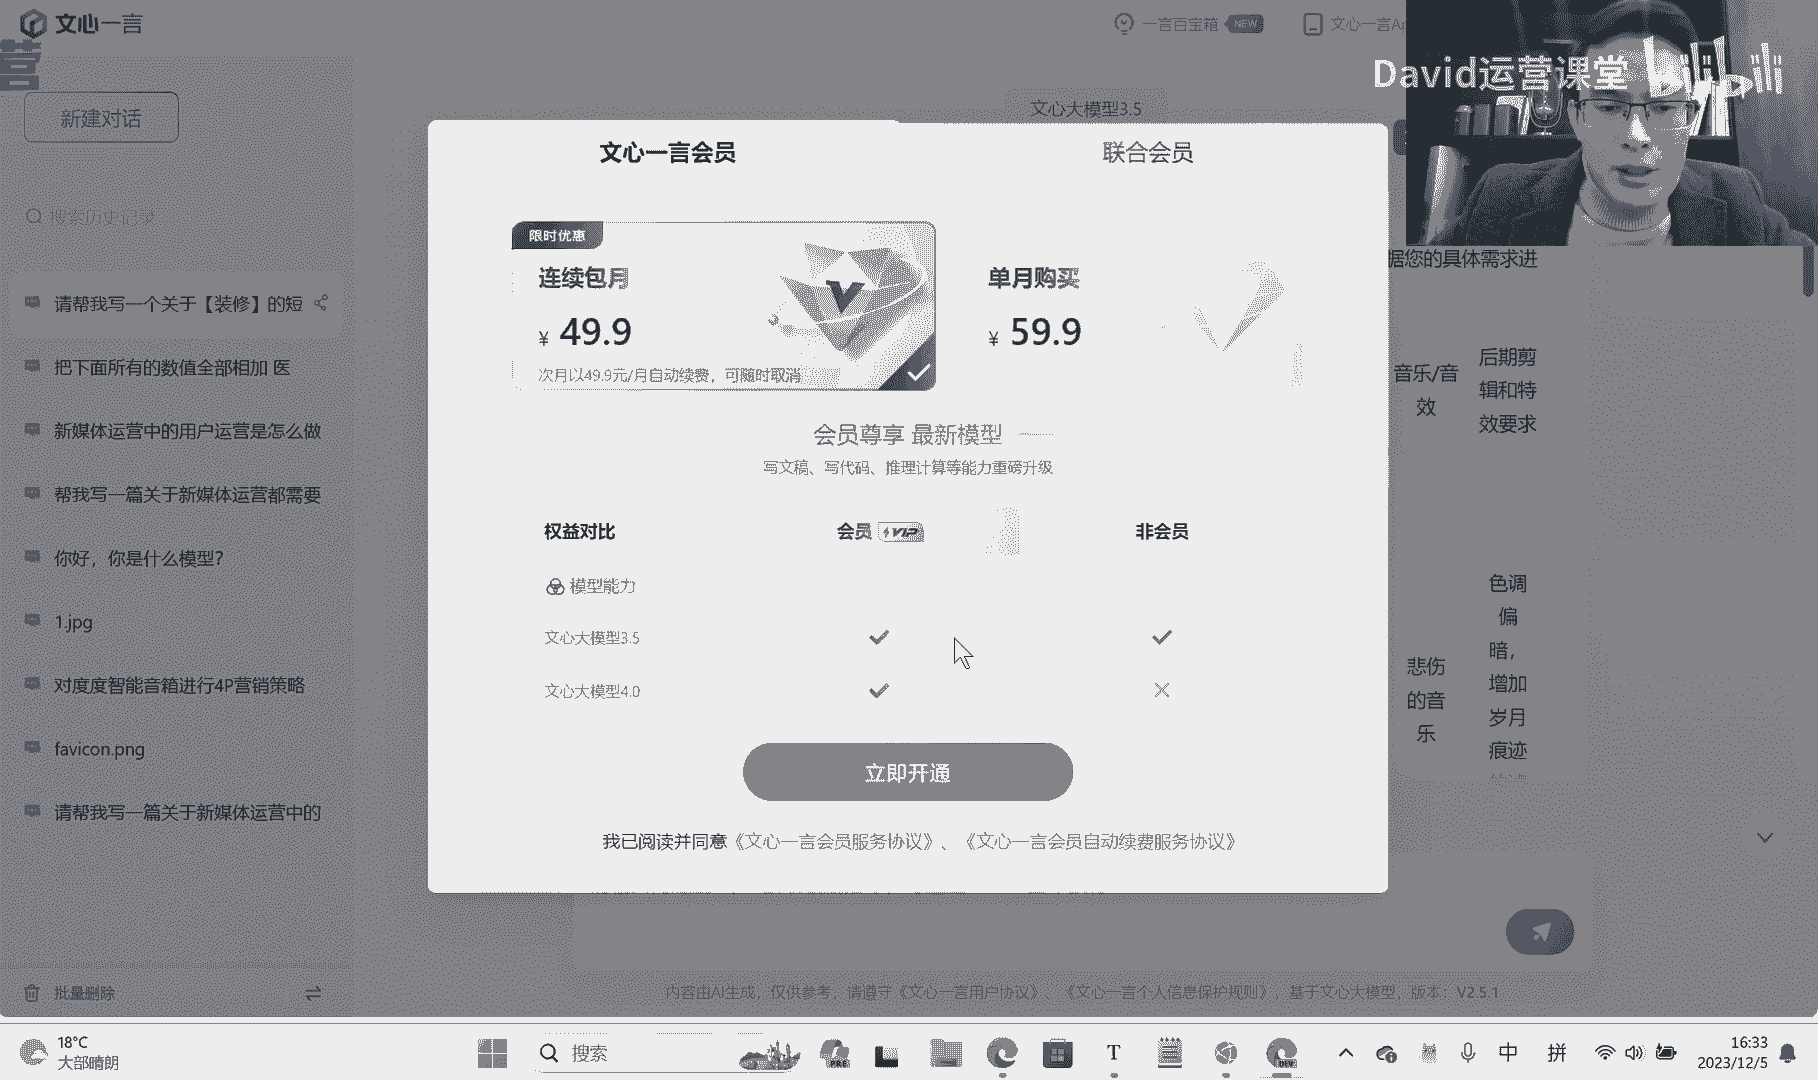 文心一言
一言百宝箱 NEW
文心一言Ap
David运营课堂 bilibili
营
新建对话
文心大模型3.5
搜索历史记录
请帮我写一个关于【装修】的短
把下面所有的数值全部相加 医
新媒体运营中的用户运营是怎么做
帮我写一篇关于新媒体运营都需要
你好，你是什么模型?
1.jpg
对度度智能音箱进行4P营销策略
favicon.png
请帮我写一篇关于新媒体运营中的
批量删除
文心一言会员
联合会员
限时优惠
连续包月
¥ 49.9
次月以49.9元/月自动续费，可随时取消
单月购买
¥ 59.9
会员尊享 最新模型
写文稿、写代码、推理计算等能力重磅升级
权益对比 会员 VIP 非会员
模型能力
文心大模型3.5
文心大模型4.0
立即开通
我已阅读并同意《文心一言会员服务协议》、《文心一言会员自动续费服务协议》
据您的具体需求进
音乐/音
效
后期剪
辑和特
效要求
悲伤
的音
乐
色调
偏
暗，
增加
岁月
痕迹
内容由AI生成，仅供参考，请遵守《文心一言用户协议》、《文心一言个人信息保护规则》，基于文心大模型，版本：V2.5.1
18°C
大部晴朗
搜索
PRE
T
DEV
中
拼
16:33
2023/12/5